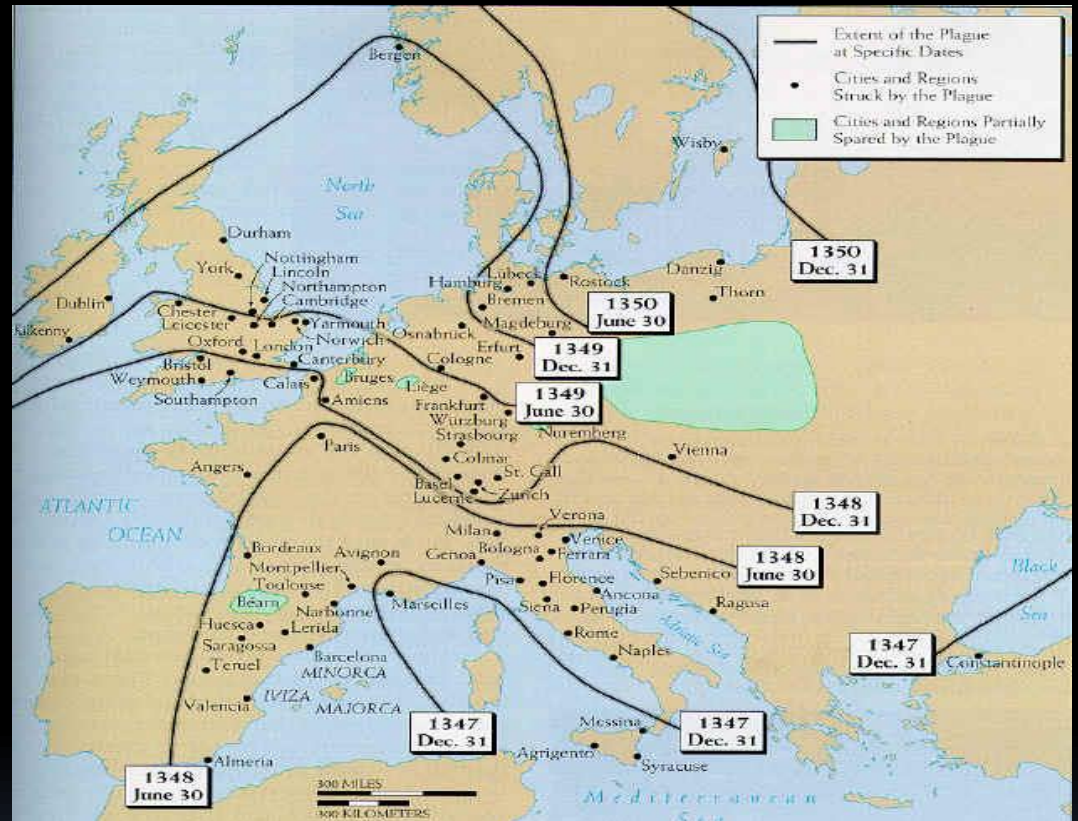 Extent of the Plague
at Specific Dates
Cities and Regions
Struck by the Plague
Cities and Regions Partially
Spared by the Plague
Bergen
Wisby
North
Sea
Durham
Nottingham
York
Lincoln
Northampton
Cambridge
Dublin
Chester
Leicester
Yarmouth
Kilkenny
Norwich
Oxford
London
Bristol
Canterbury
Weymouth
Calais
Southampton
Amiens
Bruges
Liège
Hamburg
Lübeck
Rostock
Bremen
Danzig
Thorn
Osnabruck
Magdeburg
Cologne
Erfurt
Frankfurt
Würzburg
Nuremberg
Strasbourg
Colmar
Basel
St. Gall
Lucerne
Zurich
Vienna
1350
Dec. 31
1350
June 30
1349
Dec. 31
1349
June 30
1348
Dec. 31
1348
June 30
Paris
Angers
ATLANTIC
OCEAN
Bordeaux
Avignon
Montpellier
Toulouse
Béarn
Narbonne
Marseilles
Huesca
Lerida
Saragossa
Teruel
Barcelona
MINORCA
IVIZA
MAJORCA
Valencia
Almeria
Milan
Verona
Venice
Genoa
Bologna
Ferrara
Pisa
Florence
Ancona
Siena
Perugia
Rome
Naples
Sebenico
Ragusa
Adriatic Sea
Messina
Agrigento
Syracuse
Black
Sea
Constantinople
1347
Dec. 31
1347
Dec. 31
1347
Dec. 31
1348
June 30
300 MILES
300 KILOMETERS
Mediterranean
Sea